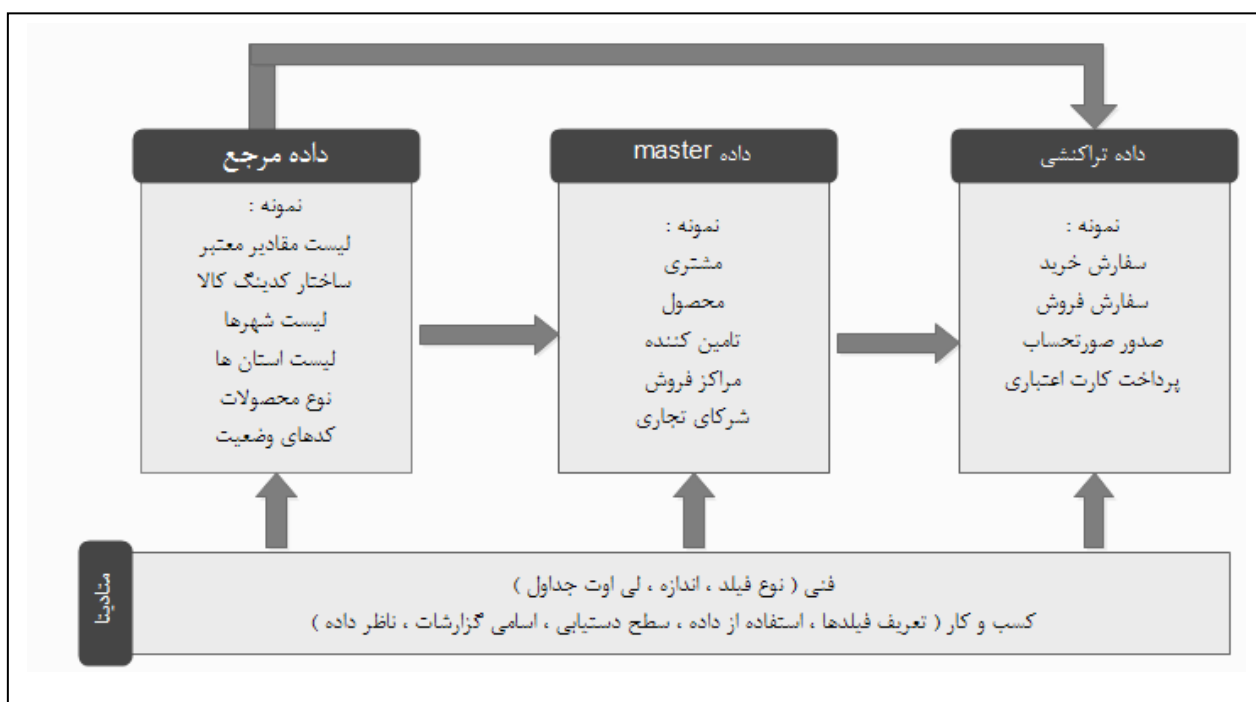 داده مرجع
نمونه :
لیست مقادیر معتبر
ساختار کدینگ کالا
لیست شهرها
لیست استان ها
نوع محصولات
کدهای وضعیت
داده master
نمونه :
مشتری
محصول
تامین کننده
مراکز فروش
شرکای تجاری
داده تراکنشی
نمونه :
سفارش خرید
سفارش فروش
صدور صورتحساب
پرداخت کارت اعتباری
متادیتا
فنی ( نوع فیلد ، اندازه ، لی اوت جداول )
کسب و کار ( تعریف فیلدها ، استفاده از داده ، سطح دستیابی ، اسامی گزارشات ، ناظر داده )